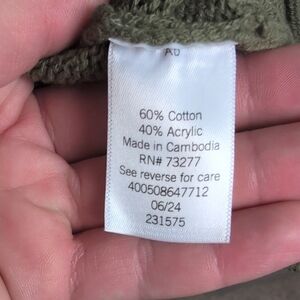 60% Cotton
40% Acrylic
Made in Cambodia
RN# 73277
See reverse for care
400508647712
06/24
231575